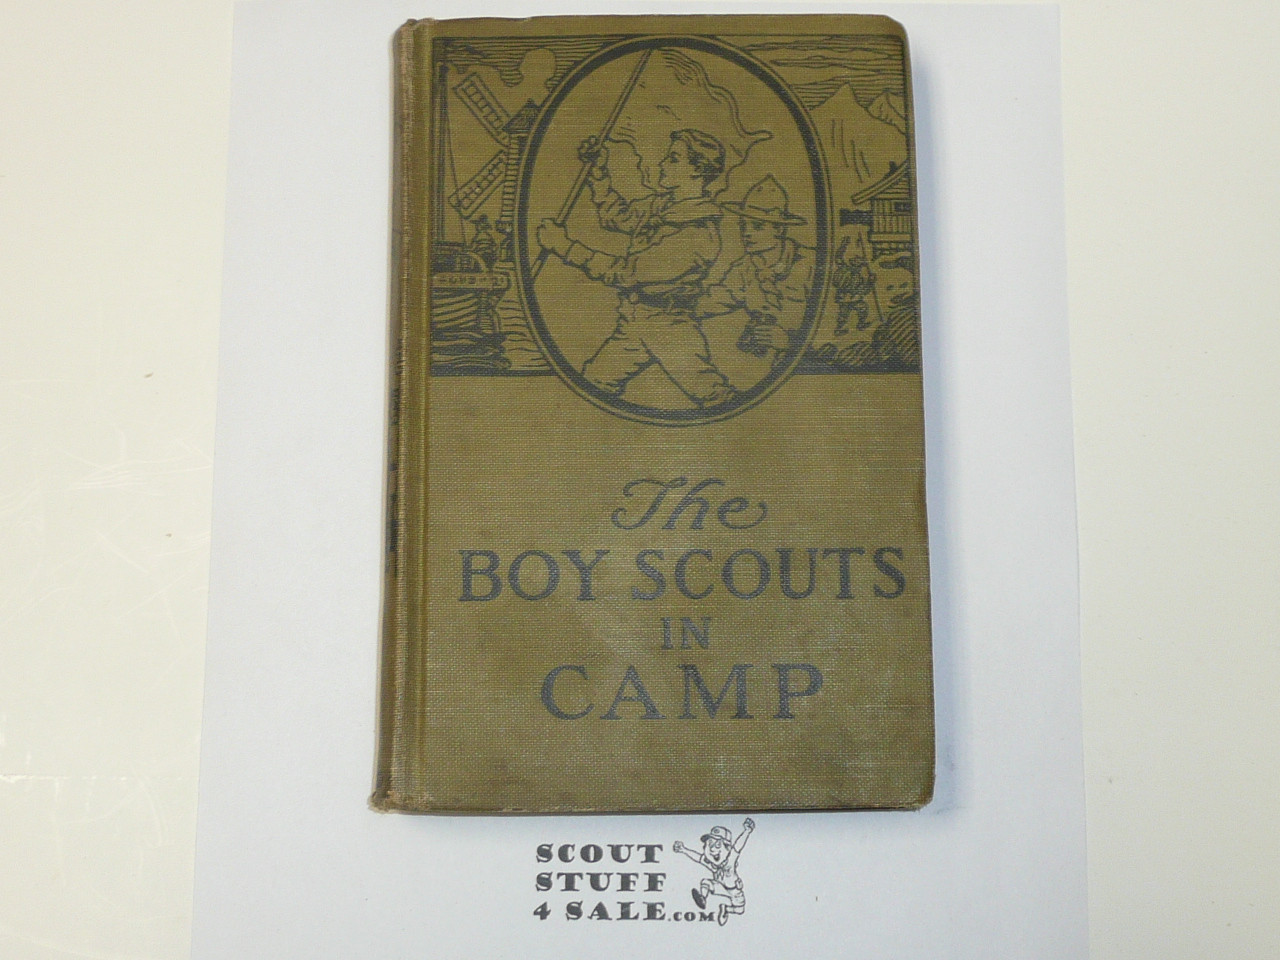 The
BOY SCOUTS
IN
CAMP
SCOUT
STUFF
4 SALE.COM